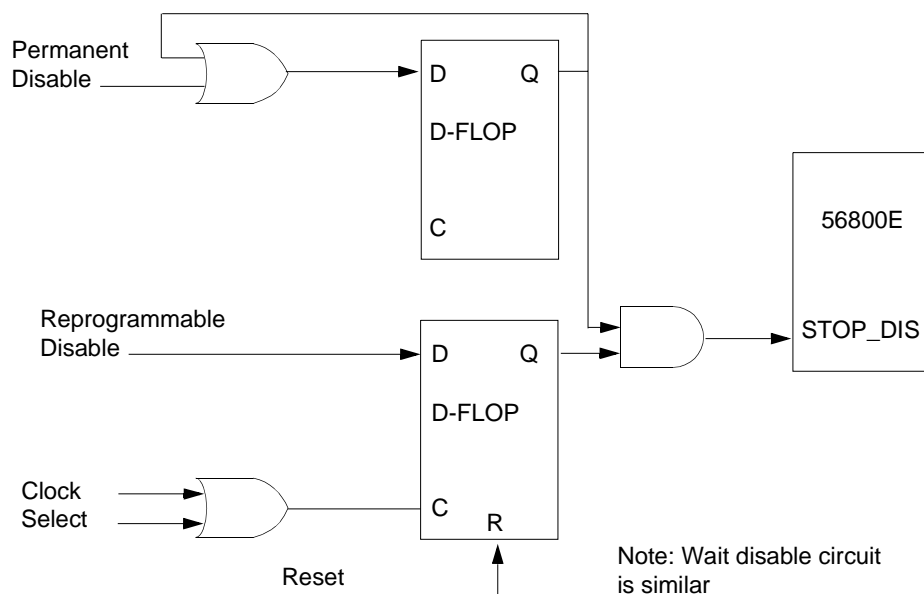 Permanent
Disable
D Q
D-FLOP
C
56800E
STOP_DIS
Reprogrammable
Disable
D Q
D-FLOP
Clock
Select
C
R
Reset
Note: Wait disable circuit
is similar